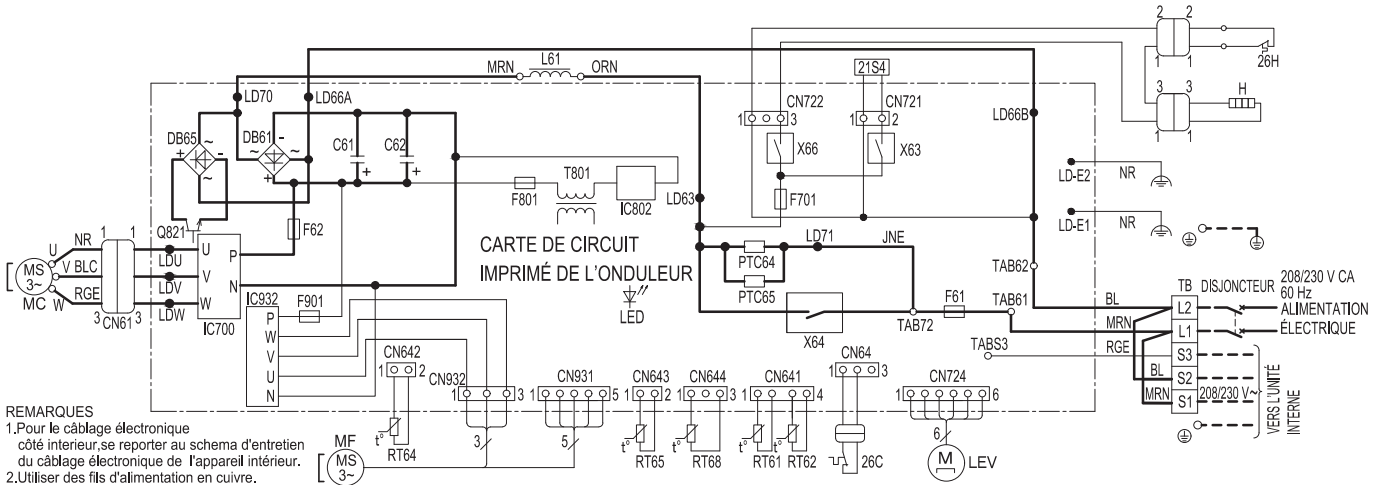 2 2
1 1
26H
3 3
1 1
H
MRN L61 ORN
21S4
LD70 LD66A
CN722 CN721
1 3 1 2
LD66B
DB65 DB61 C61 C62
+ ~ - ~
~ - ~ +
+ +
X66 X63
LD-E2 NR
T801
F801 IC802
LD63
F701
LD-E1 NR
F62
CARTE DE CIRCUIT
IMPRIMÉ DE L'ONDULEUR
LED
LD71 JNE
PTC64
PTC65
TAB62
1 1 Q821
U NR LDU U P
MS
3~
V BLC LDV V
MC W RGE LDW W N
3 CN61 3
IC700
IC932 F901
P
W
V
U
N
X64 TAB72 F61 TAB61
TABS3
BL
MRN
RGE
BL
MRN
TB DISJONCTEUR
208/230 V CA
60 Hz
ALIMENTATION
ÉLECTRIQUE
L2
L1
S3
S2
S1 208/230 V~
VERS L'UNITÉ
INTERNE
CN642
1 2
t° RT64
CN932
1 3
3
CN931
1 5
5
CN643
1 2
t° RT65
CN644
1 3
t° RT68
CN641
1 4
t° RT61 t° RT62
CN64
1 3
26C
CN724
1 6
6
M LEV
MF
MS
3~
REMARQUES
1.Pour le câblage électronique
côté interieur,se reporter au schema d'entretien
du câblage électronique de l'appareil intérieur.
2.Utiliser des fils d'alimentation en cuivre.